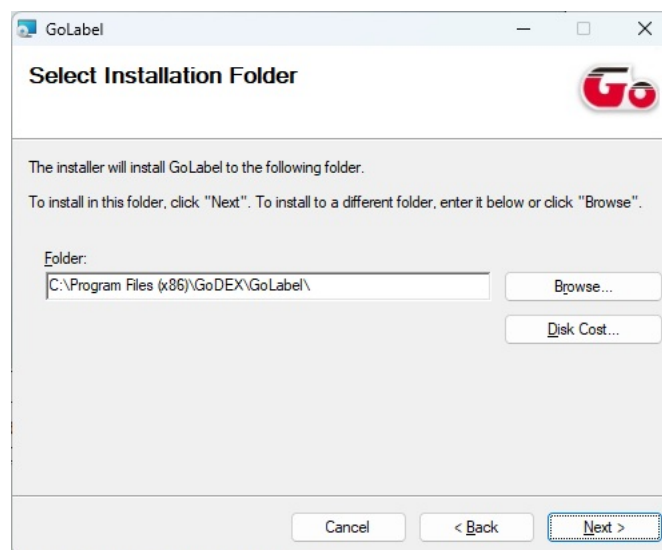 GoLabel
Select Installation Folder
Go
The installer will install GoLabel to the following folder.
To install in this folder, click "Next". To install to a different folder, enter it below or click "Browse".
Folder:
C:\Program Files (x86)\GoDEX\GoLabel\
Browse...
Disk Cost...
Cancel
< Back
Next >